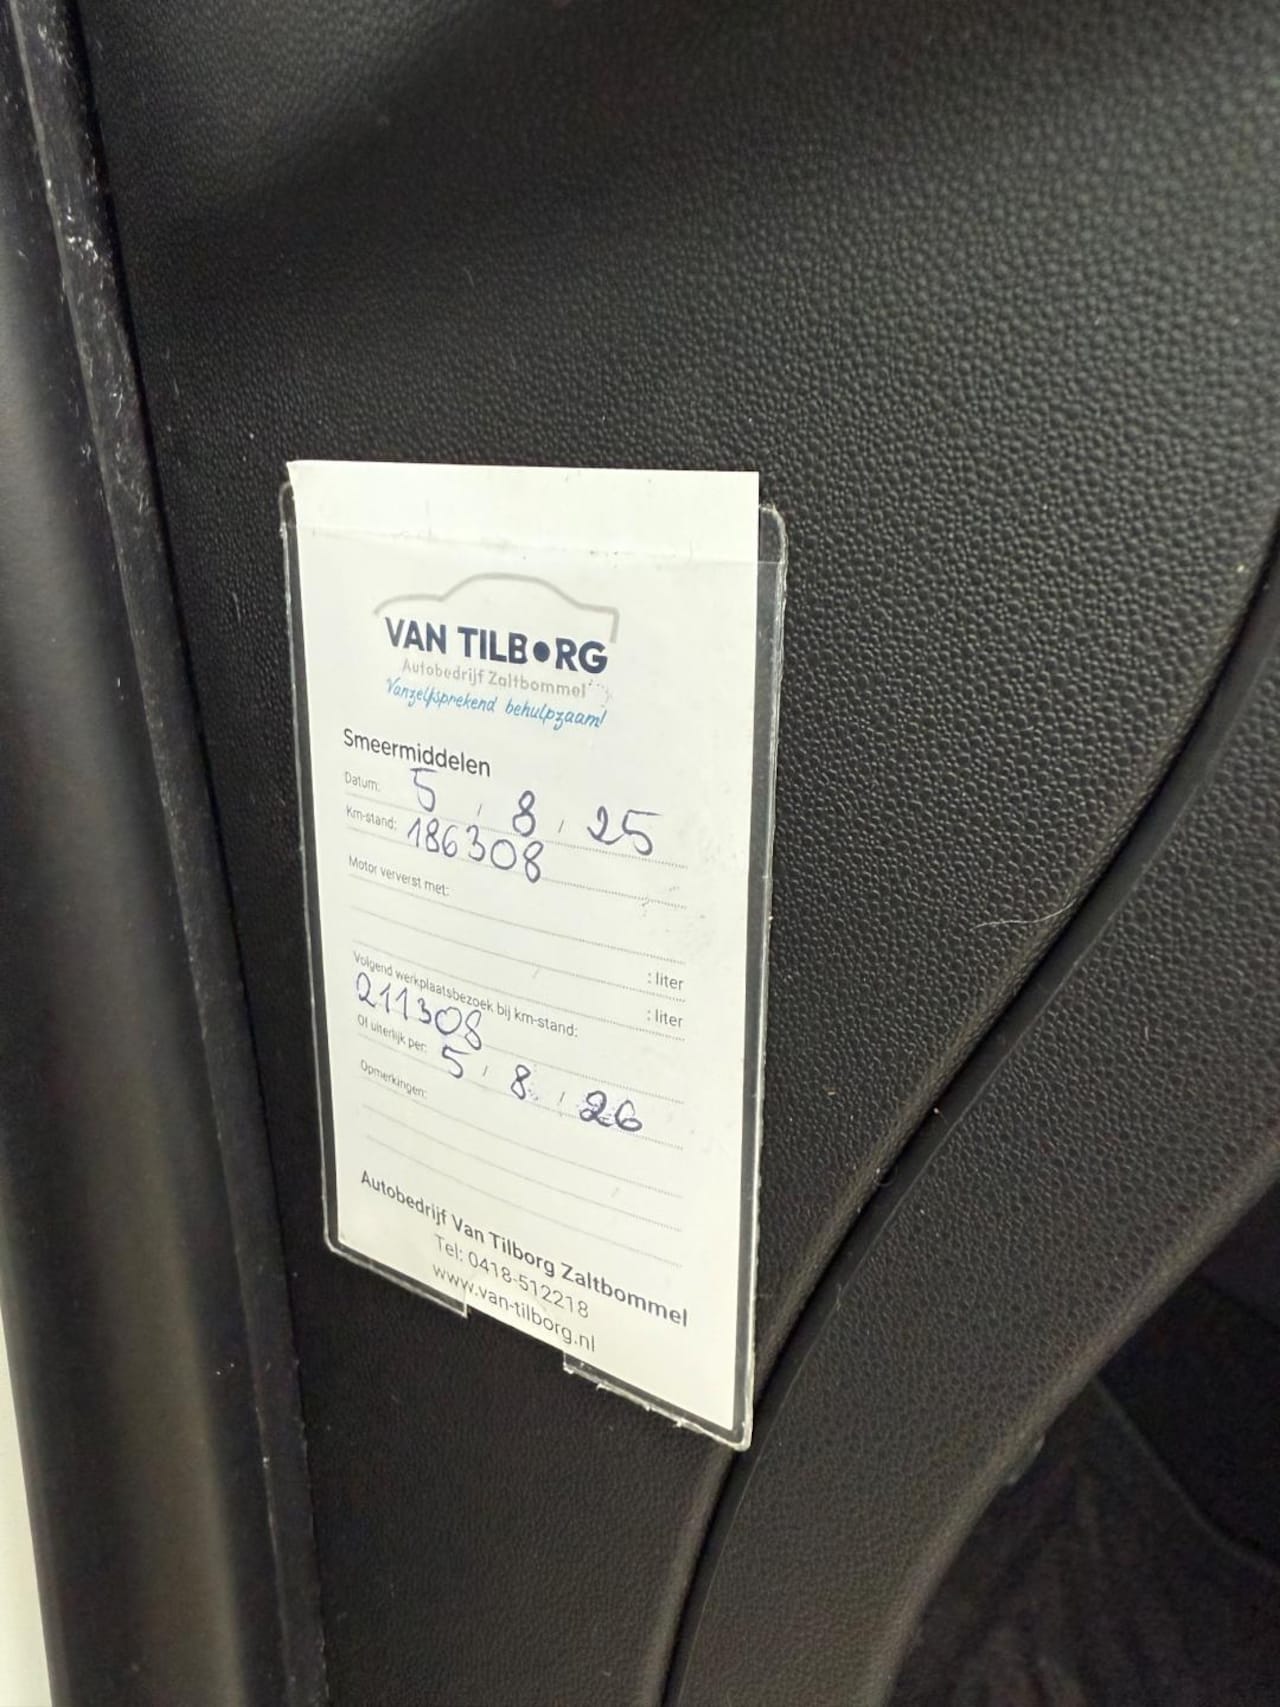 VAN TILBORG
Autobedrijf Zaltbommel
Vanzelfsprekend behulpzaam!
Smeermiddelen
Datum: 5 / 8 / 25
Km-stand: 186308
Motor ververst met:
: liter
: liter
Volgend werkplaatsbezoek bij km-stand:
211308
Of uiterlijk per: 5 / 8 / 26
Opmerkingen:
Autobedrijf Van Tilborg Zaltbommel
Tel: 0418-512218
www.van-tilborg.nl